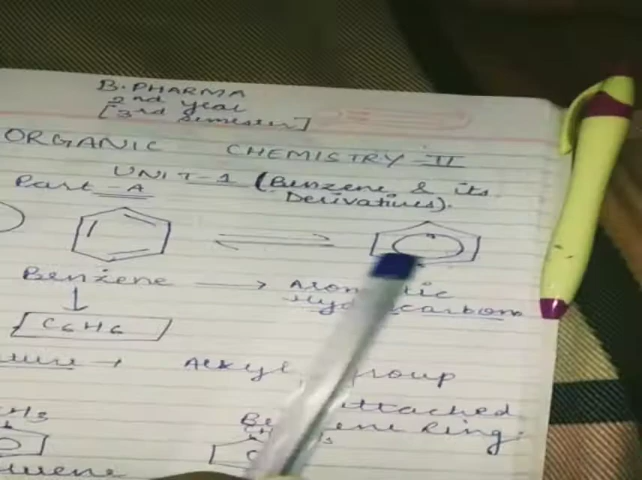 B. PHARMA
2nd year
[3rd Semester]
ORGANIC CHEMISTRY-II
UNIT-1 (Benzene & its
Part-A Derivatives).
Benzene → Aromatic
Hydrocarbon
C6H6
Alkyl group
attached
Ring.